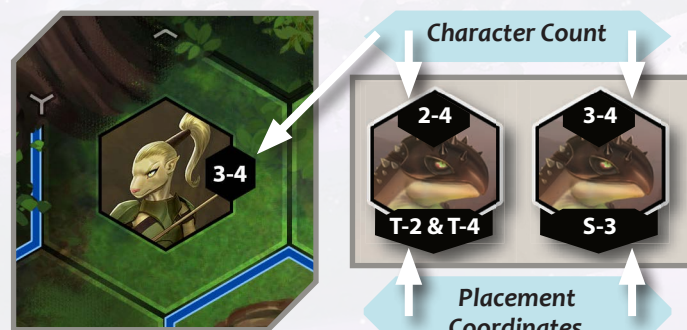 Character Count
3-4
2-4
3-4
T-2 & T-4
S-3
Placement
Coordinates